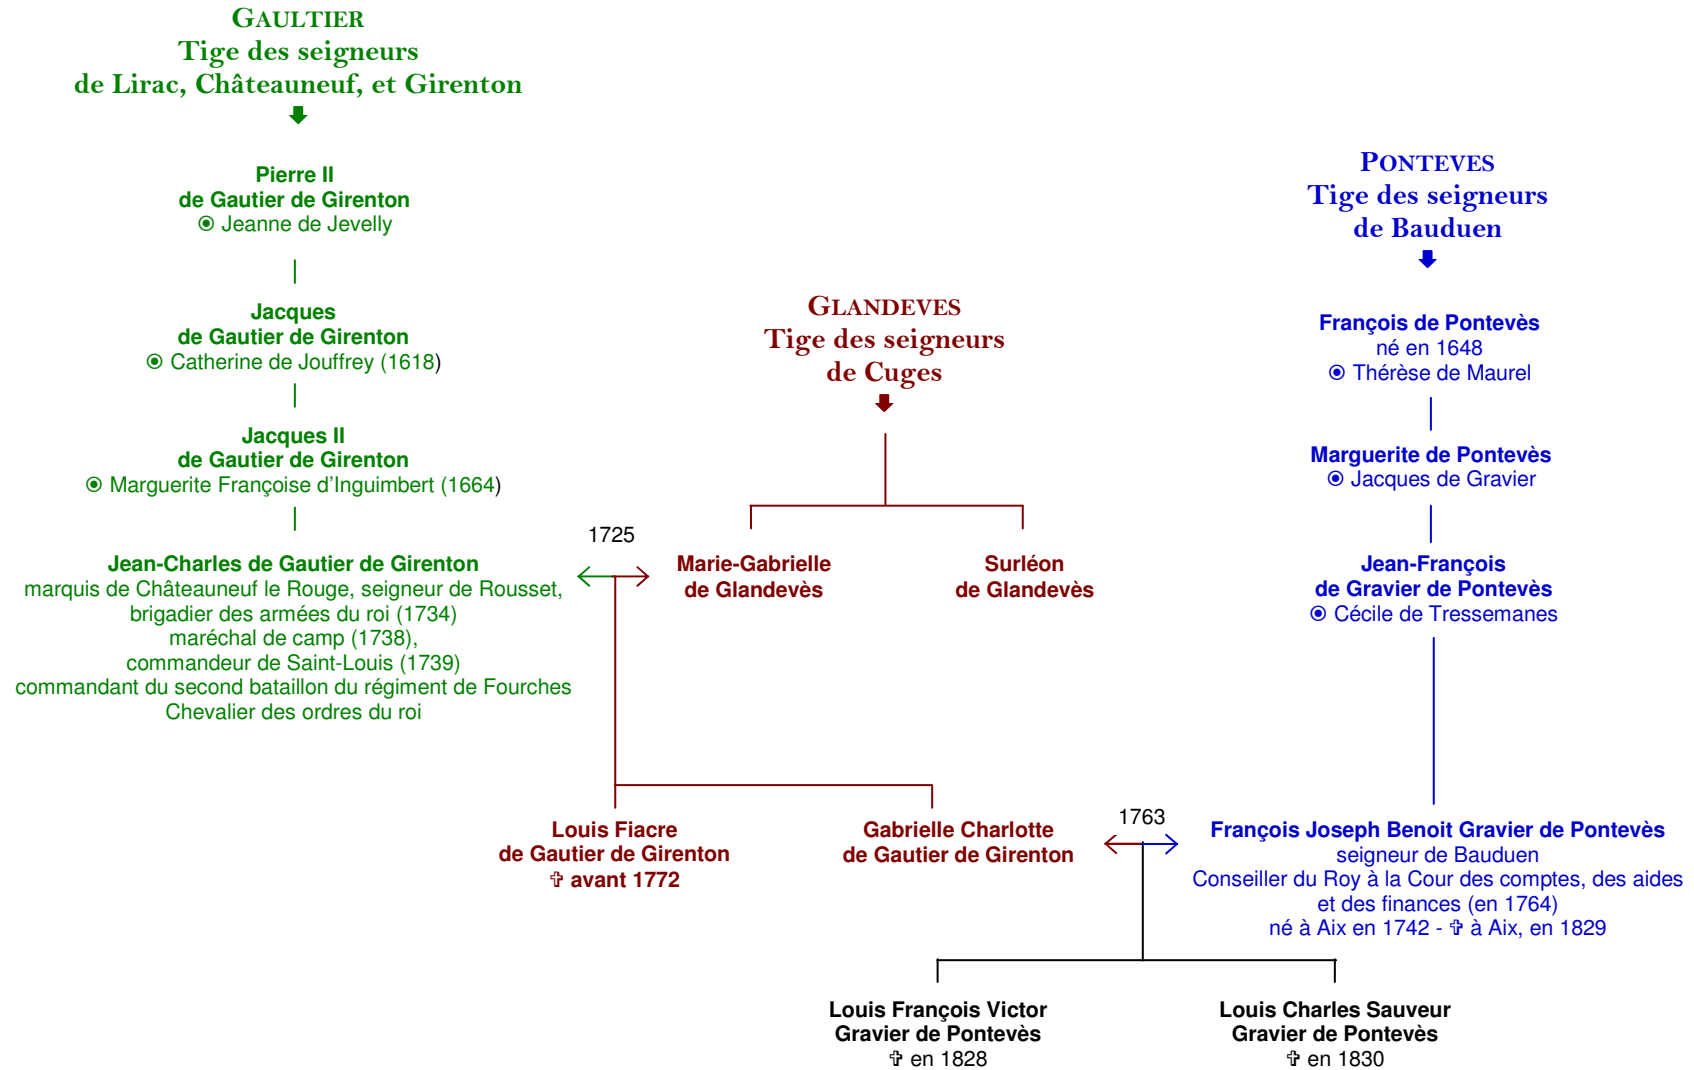 GAULTIER
Tige des seigneurs
de Lirac, Châteauneuf, et Girenton
Pierre II
de Gautier de Girenton
⦿ Jeanne de Jevelly
Jacques
de Gautier de Girenton
⦿ Catherine de Jouffrey (1618)
Jacques II
de Gautier de Girenton
⦿ Marguerite Françoise d'Inguimbert (1664)
Jean-Charles de Gautier de Girenton
marquis de Châteauneuf le Rouge, seigneur de Rousset,
brigadier des armées du roi (1734)
maréchal de camp (1738),
commandeur de Saint-Louis (1739)
commandant du second bataillon du régiment de Fourches
Chevalier des ordres du roi
1725
GLANDEVES
Tige des seigneurs
de Cuges
Marie-Gabrielle
de Glandevès
Surléon
de Glandevès
PONTEVES
Tige des seigneurs
de Bauduen
François de Pontevès
né en 1648
⦿ Thérèse de Maurel
Marguerite de Pontevès
⦿ Jacques de Gravier
Jean-François
de Gravier de Pontevès
⦿ Cécile de Tressemanes
Louis Fiacre
de Gautier de Girenton
✞ avant 1772
Gabrielle Charlotte
de Gautier de Girenton
1763
François Joseph Benoit Gravier de Pontevès
seigneur de Bauduen
Conseiller du Roy à la Cour des comptes, des aides
et des finances (en 1764)
né à Aix en 1742 - ✞ à Aix, en 1829
Louis François Victor
Gravier de Pontevès
✞ en 1828
Louis Charles Sauveur
Gravier de Pontevès
✞ en 1830